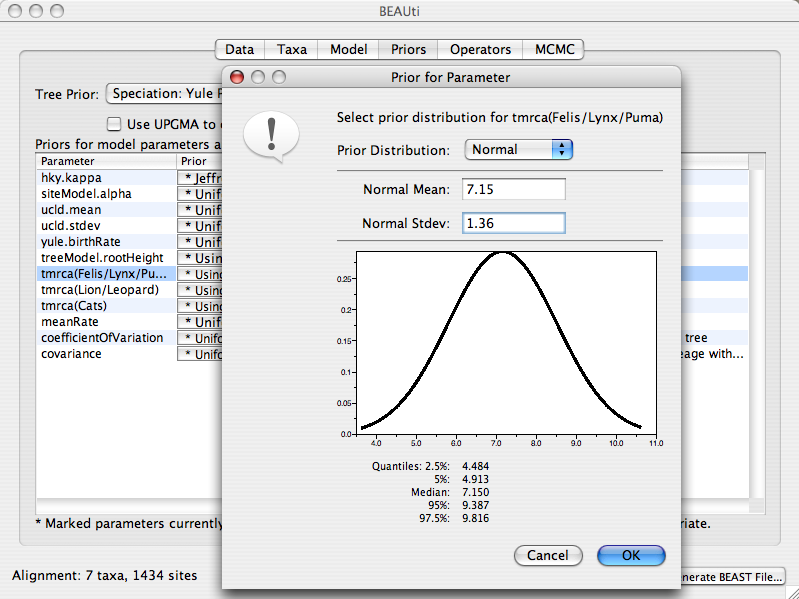 BEAUti
Data Taxa Model Priors Operators MCMC
Prior for Parameter
Tree Prior: Speciation: Yule
Use UPGMA to
Priors for model parameters a
Parameter Prior
hky.kappa * Jeffr
siteModel.alpha * Unif
ucld.mean * Unif
ucld.stdev * Unif
yule.birthRate * Unif
treeModel.rootHeight * Using
tmrca(Felis/Lynx/Pu... * Using
tmrca(Lion/Leopard) * Using
tmrca(Cats) * Using
meanRate * Unif
coefficientOfVariation * Unifo tree
covariance * Unifo eage with...
* Marked parameters currently riate.
Alignment: 7 taxa, 1434 sites
nerate BEAST File...
Select prior distribution for tmrca(Felis/Lynx/Puma)
Prior Distribution: Normal
Normal Mean: 7.15
Normal Stdev: 1.36
0.25
0.2
0.15
0.1
0.05
0.0
4.0 5.0 6.0 7.0 8.0 9.0 10.0 11.0
Quantiles: 2.5%: 4.484
5%: 4.913
Median: 7.150
95%: 9.387
97.5%: 9.816
Cancel OK